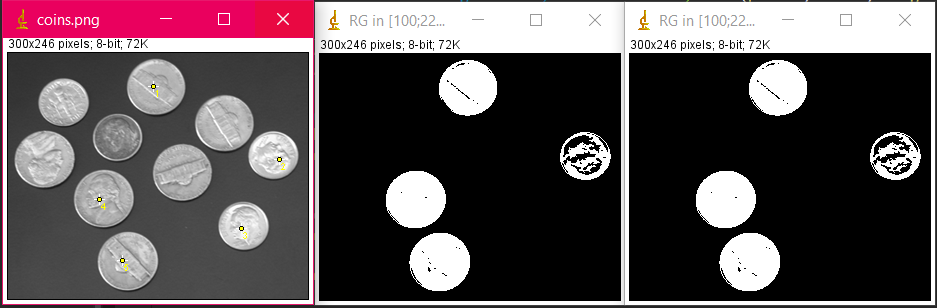 coins.png
300x246 pixels; 8-bit; 72K
RG in [100;22...
300x246 pixels; 8-bit; 72K
RG in [100;22...
300x246 pixels; 8-bit; 72K